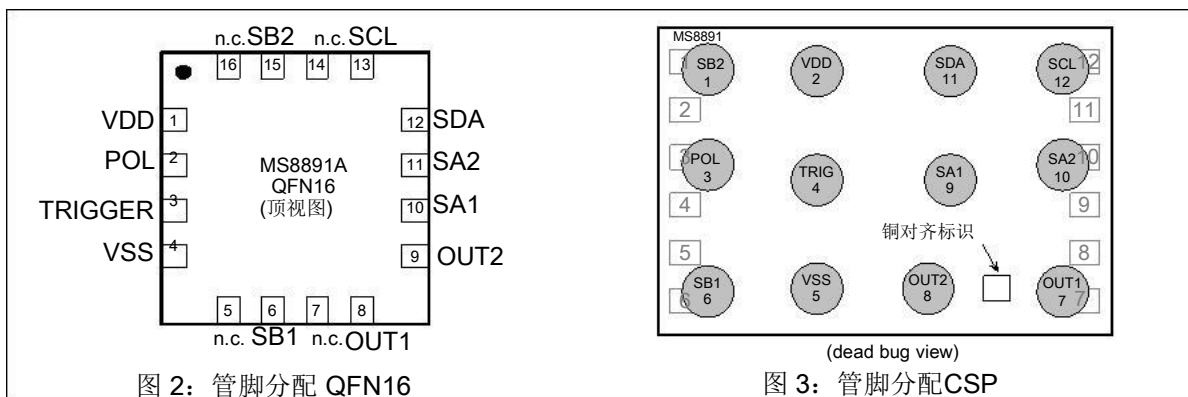 n.c. SB2 n.c. SCL
16 15 14 13
VDD 1
POL 2
TRIGGER 3
VSS 4
12 SDA
11 SA2
10 SA1
9 OUT2
MS8891A
QFN16
(顶视图)
5 6 7 8
n.c. SB1 n.c. OUT1
图 2：管脚分配 QFN16
MS8891
1
2
3
4
5
6
12
11
10
9
8
7
SB2
1
VDD
2
SDA
11
SCL
12
POL
3
TRIG
4
SA1
9
SA2
10
铜对齐标识
SB1
6
VSS
5
OUT2
8
OUT1
7
(dead bug view)
图 3：管脚分配CSP